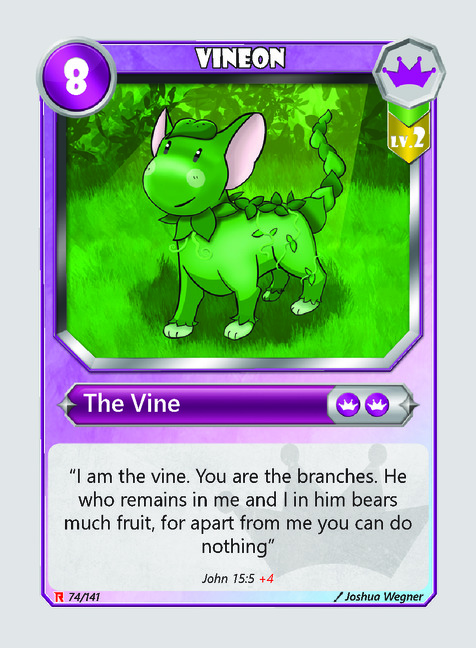 8
VINEON
LV.2
The Vine
“I am the vine. You are the branches. He
who remains in me and I in him bears
much fruit, for apart from me you can do
nothing”
John 15:5 +4
R 74/141
Joshua Wegner